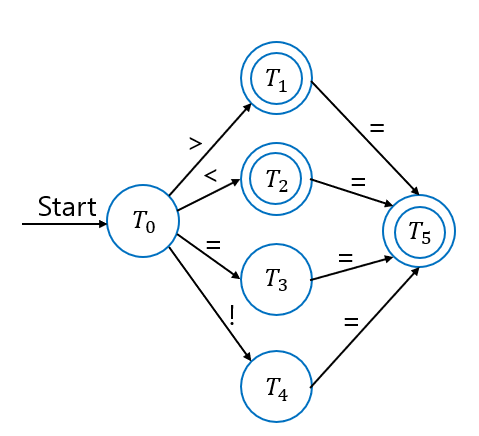 T₁
>
=
<
T₂
=
Start
T₀
T₅
=
=
T₃
!
=
T₄